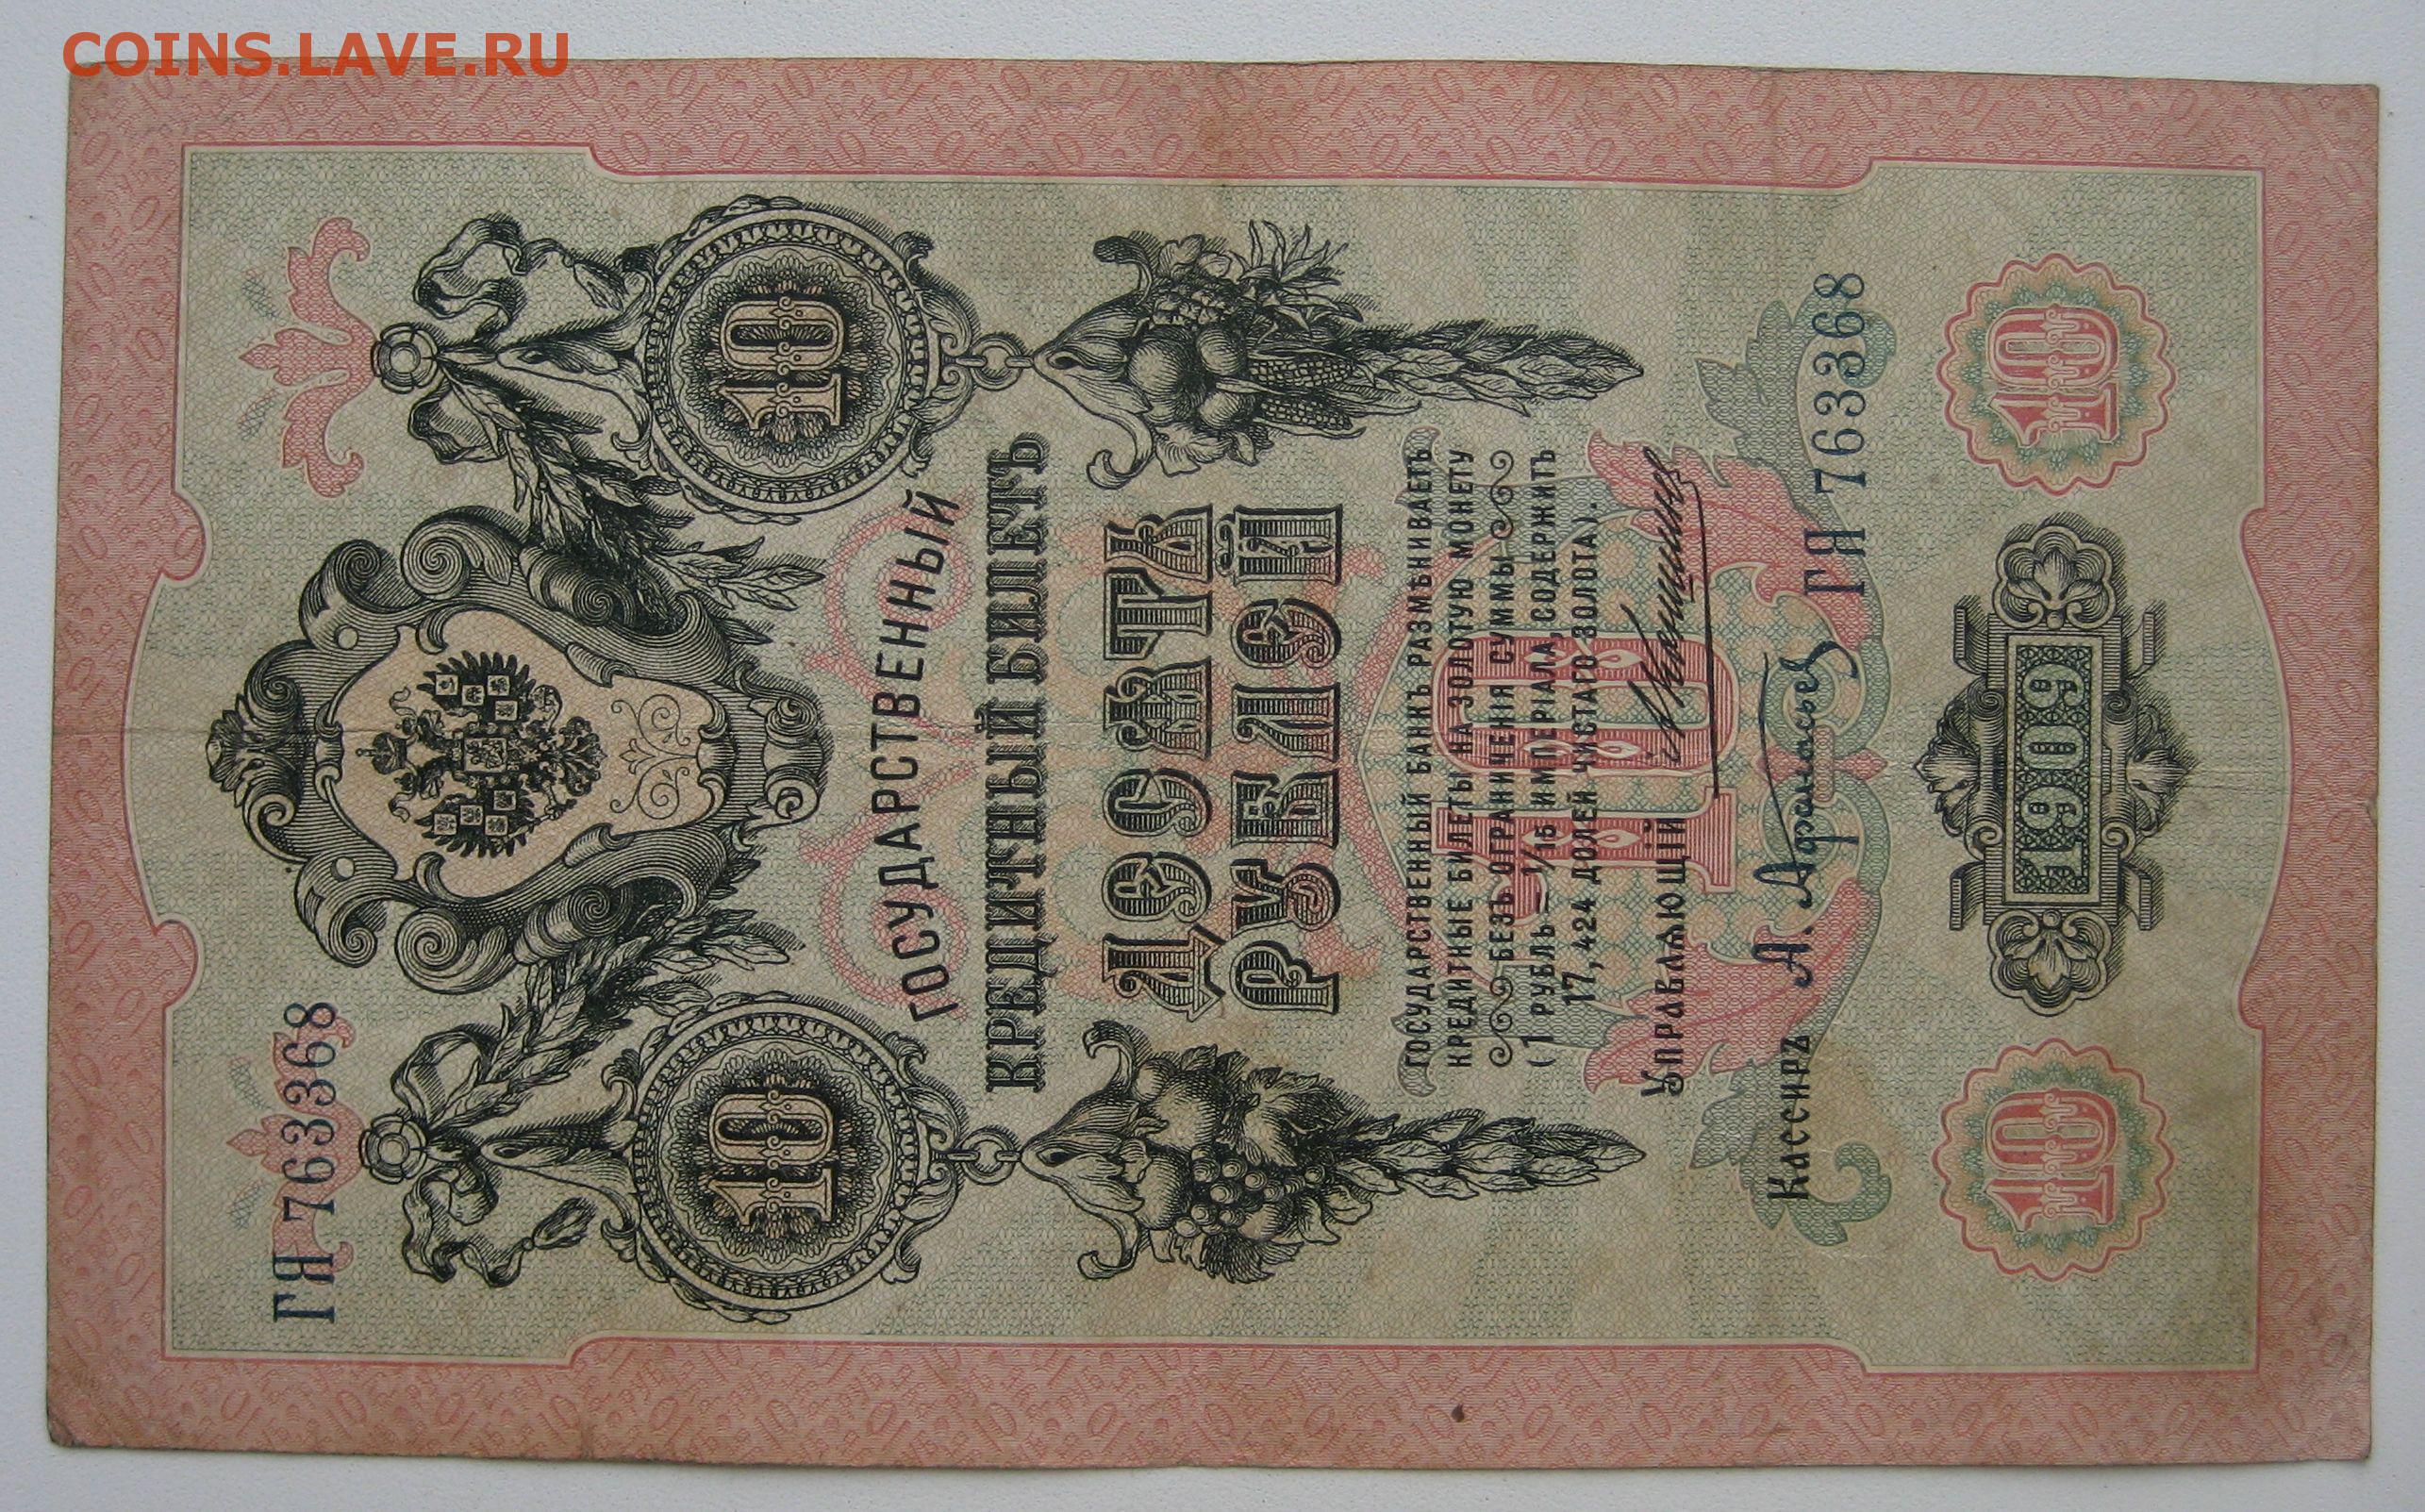 COINS.LAVE.RU
ГЯ 763368
10
10
ГОСУДАРСТВЕННЫЙ
КРЕДИТНЫЙ БИЛЕТЪ
ДЕСЯТЬ
РУБЛЕЙ
ГОСУДАРСТВЕННЫЙ БАНКЪ РАЗМѢНИВАЕТЪ
КРЕДИТНЫЕ БИЛЕТЫ НА ЗОЛОТУЮ МОНЕТУ
БЕЗЪ ОГРАНИЧЕНІЯ СУММЫ
(1 РУБЛЬ = 1/15 ИМПЕРІАЛА, СОДЕРЖИТЪ
17,424 ДОЛЕЙ ЧИСТАГО ЗОЛОТА).
10
Управляющій
Кассиръ А. Афанасьев
ГЯ 763368
10
1909
10